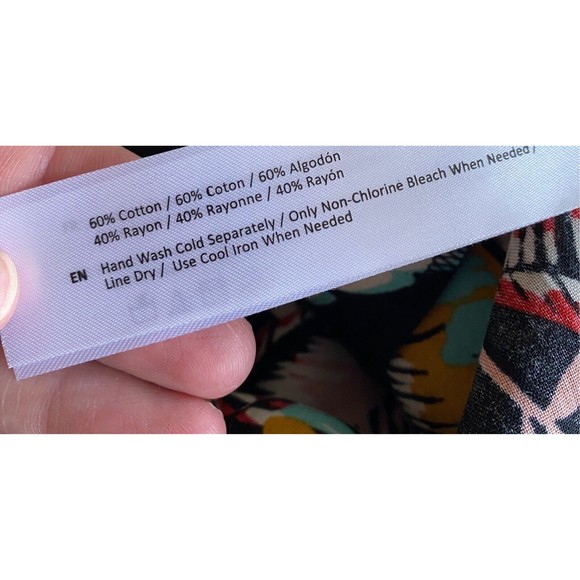 60% Cotton / 60% Coton / 60% Algodón
40% Rayon / 40% Rayonne / 40% Rayón
EN Hand Wash Cold Separately / Only Non-Chlorine Bleach When Needed /
Line Dry / Use Cool Iron When Needed